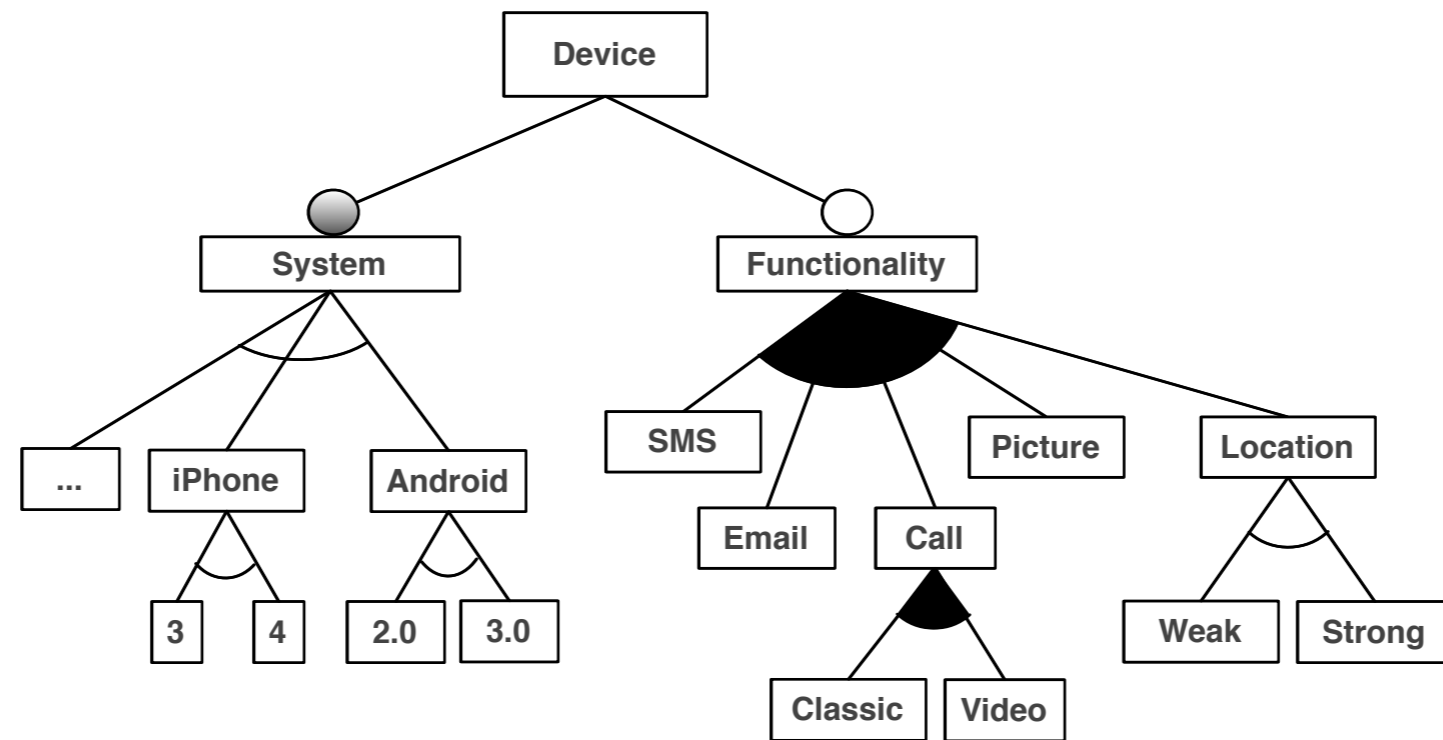 Device
System
Functionality
...
iPhone
Android
SMS
Picture
Location
Email
Call
3
4
2.0
3.0
Weak
Strong
Classic
Video